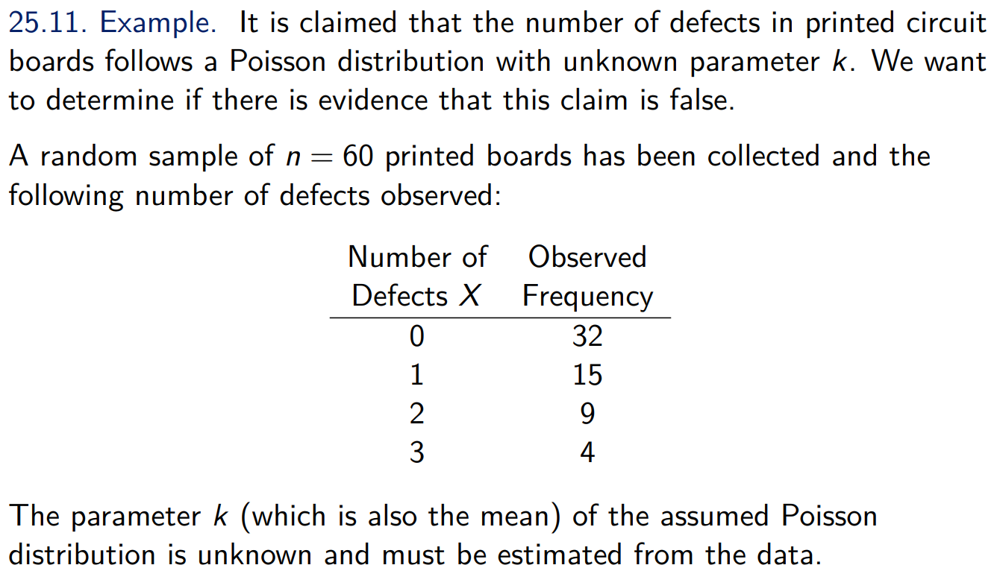 25.11. Example. It is claimed that the number of defects in printed circuit
boards follows a Poisson distribution with unknown parameter k. We want
to determine if there is evidence that this claim is false.
A random sample of n = 60 printed boards has been collected and the
following number of defects observed:
Number of Observed
Defects X Frequency
0 32
1 15
2 9
3 4
The parameter k (which is also the mean) of the assumed Poisson
distribution is unknown and must be estimated from the data.